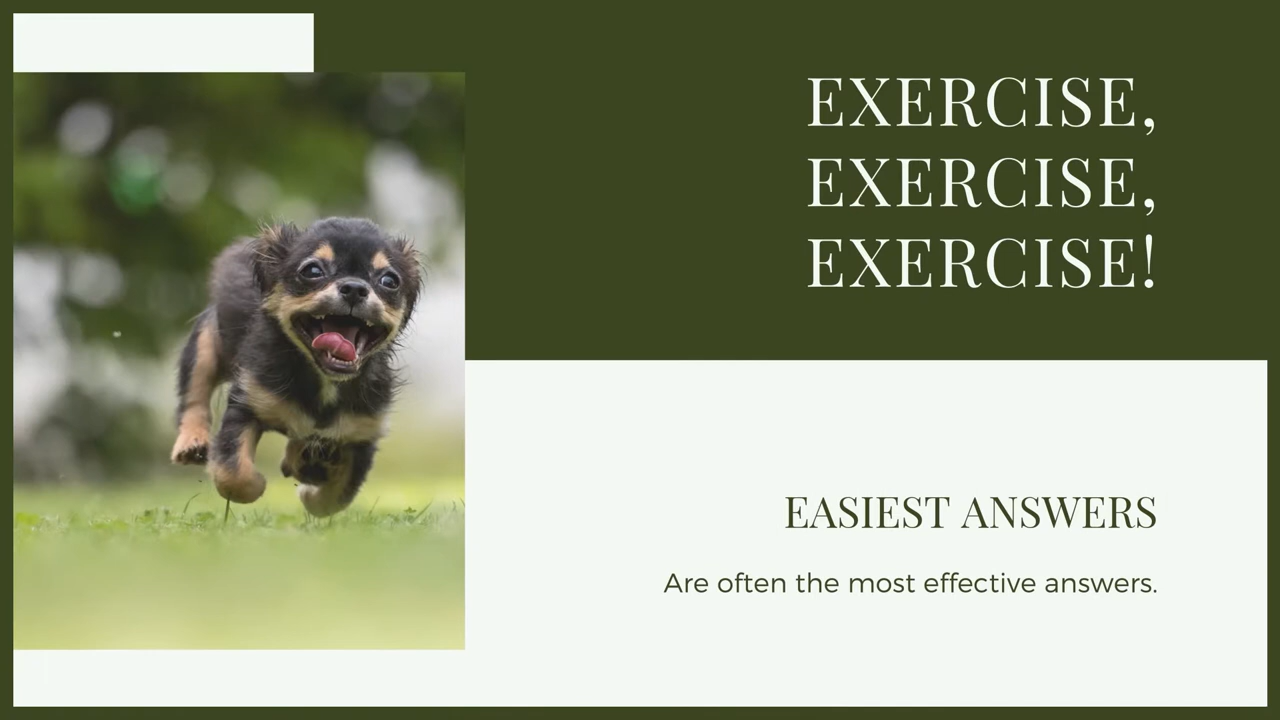 EXERCISE,
EXERCISE,
EXERCISE!
EASIEST ANSWERS
Are often the most effective answers.